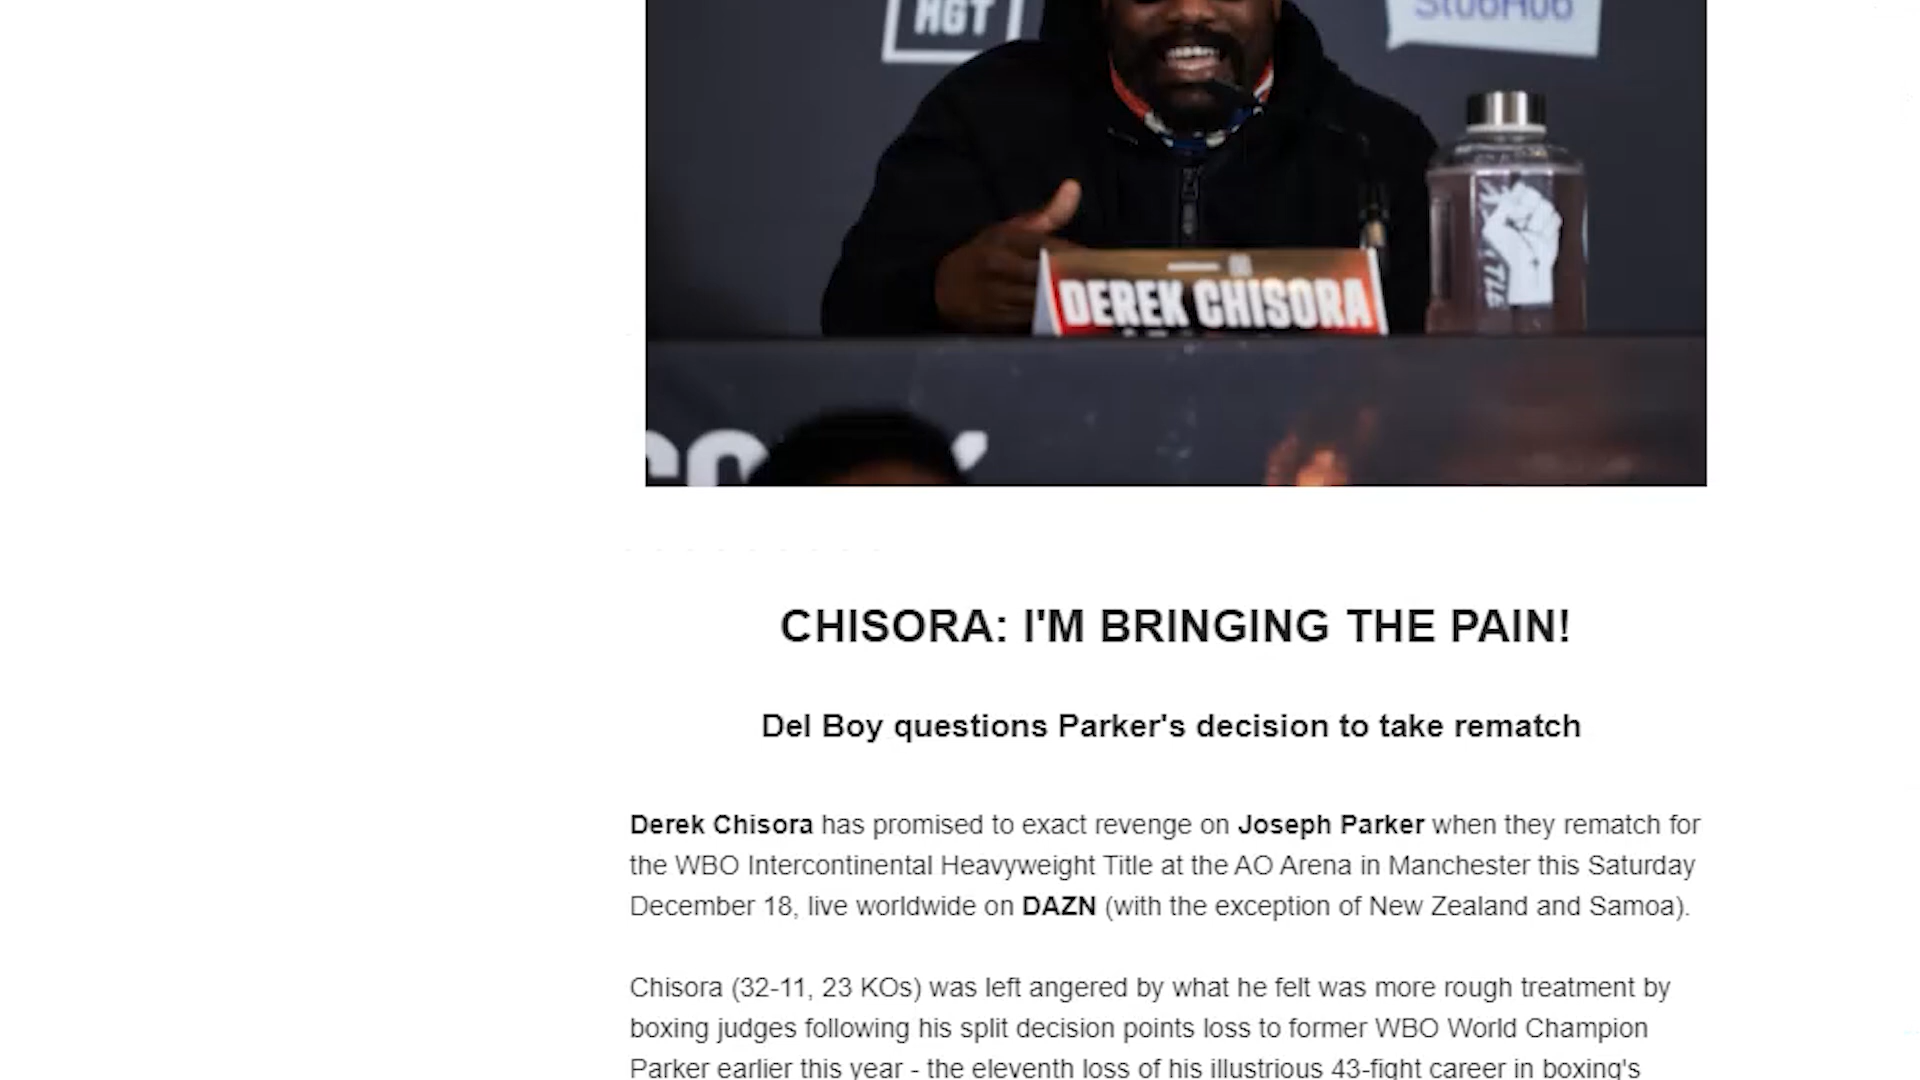 MGT
StubHub
DEREK CHISORA
CHISORA: I'M BRINGING THE PAIN!
Del Boy questions Parker's decision to take rematch
Derek Chisora has promised to exact revenge on Joseph Parker when they rematch for
the WBO Intercontinental Heavyweight Title at the AO Arena in Manchester this Saturday
December 18, live worldwide on DAZN (with the exception of New Zealand and Samoa).
Chisora (32-11, 23 KOs) was left angered by what he felt was more rough treatment by
boxing judges following his split decision points loss to former WBO World Champion
Parker earlier this year - the eleventh loss of his illustrious 43-fight career in boxing's